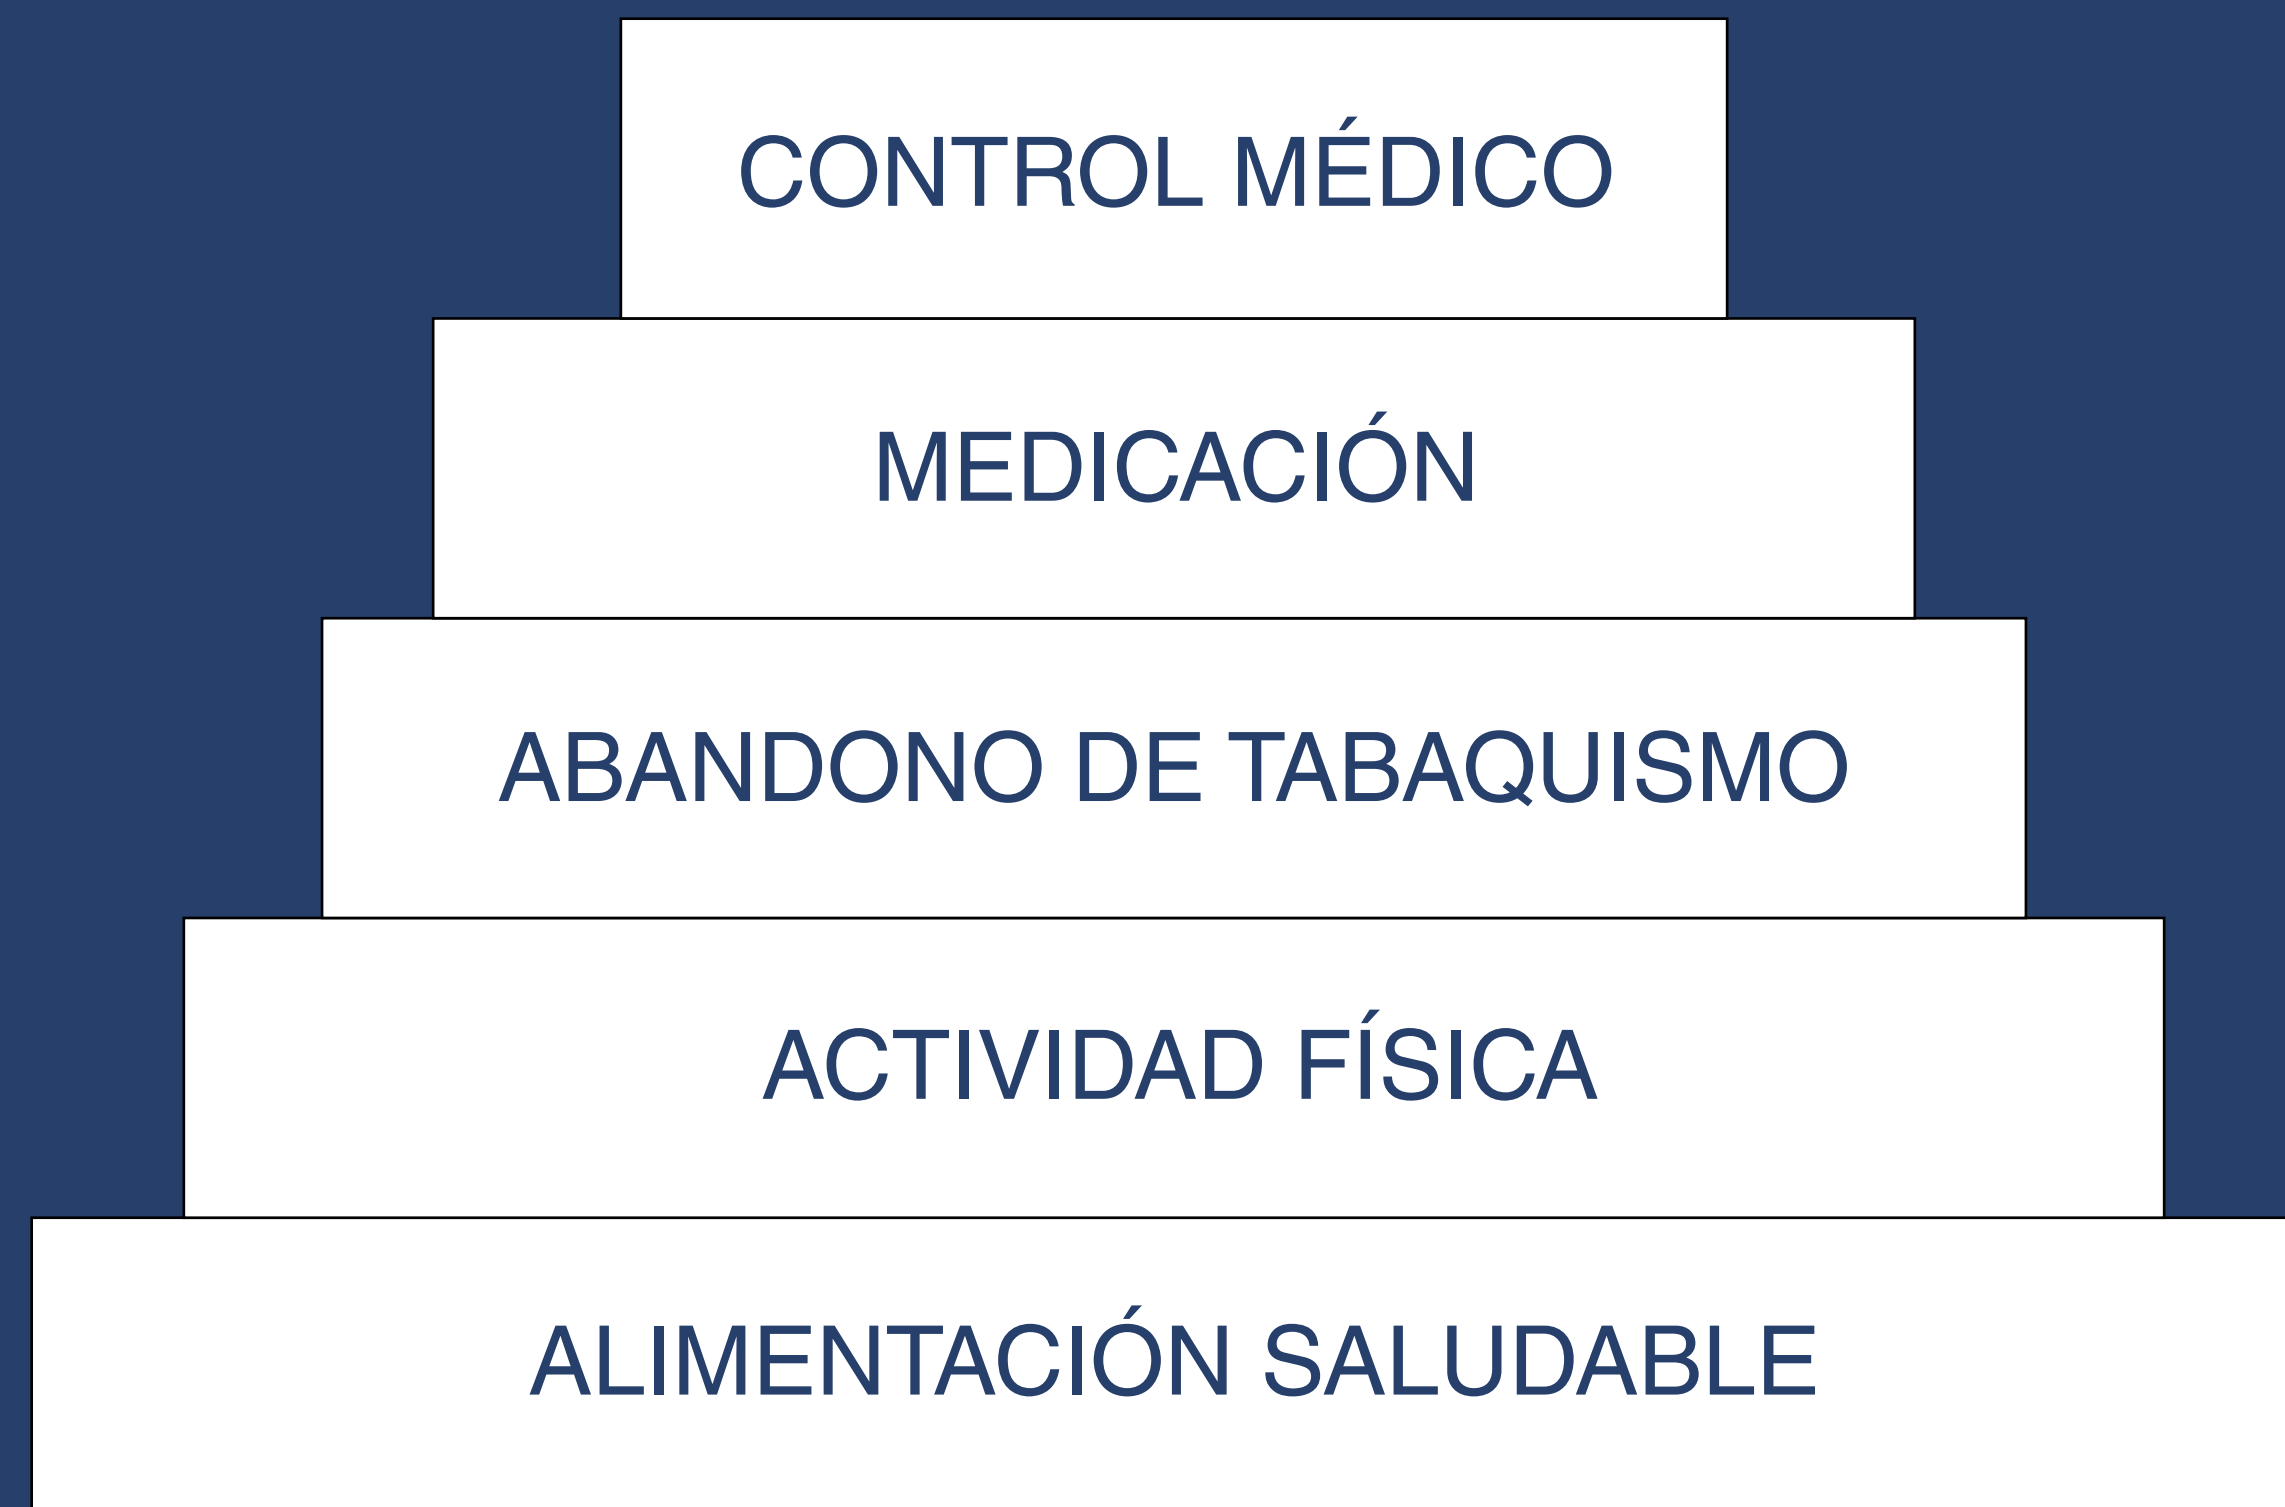 CONTROL MÉDICO
MEDICACIÓN
ABANDONO DE TABAQUISMO
ACTIVIDAD FÍSICA
ALIMENTACIÓN SALUDABLE